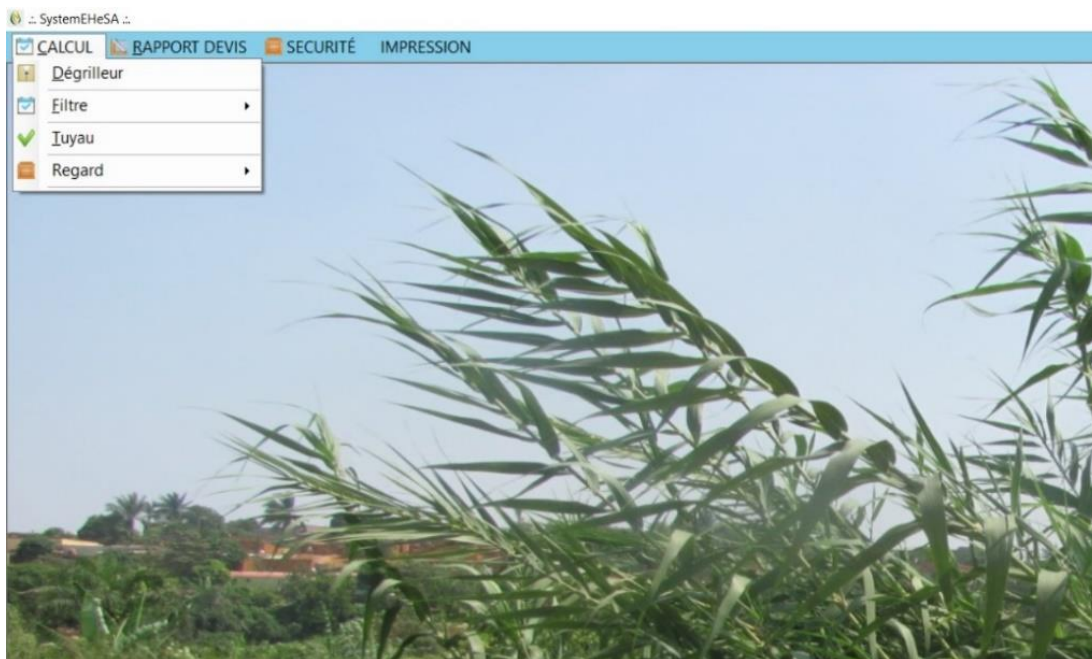 .:. SystemEHeSA .:.
CALCUL RAPPORT DEVIS SECURITÉ IMPRESSION
Dégrilleur
Filtre
Tuyau
Regard